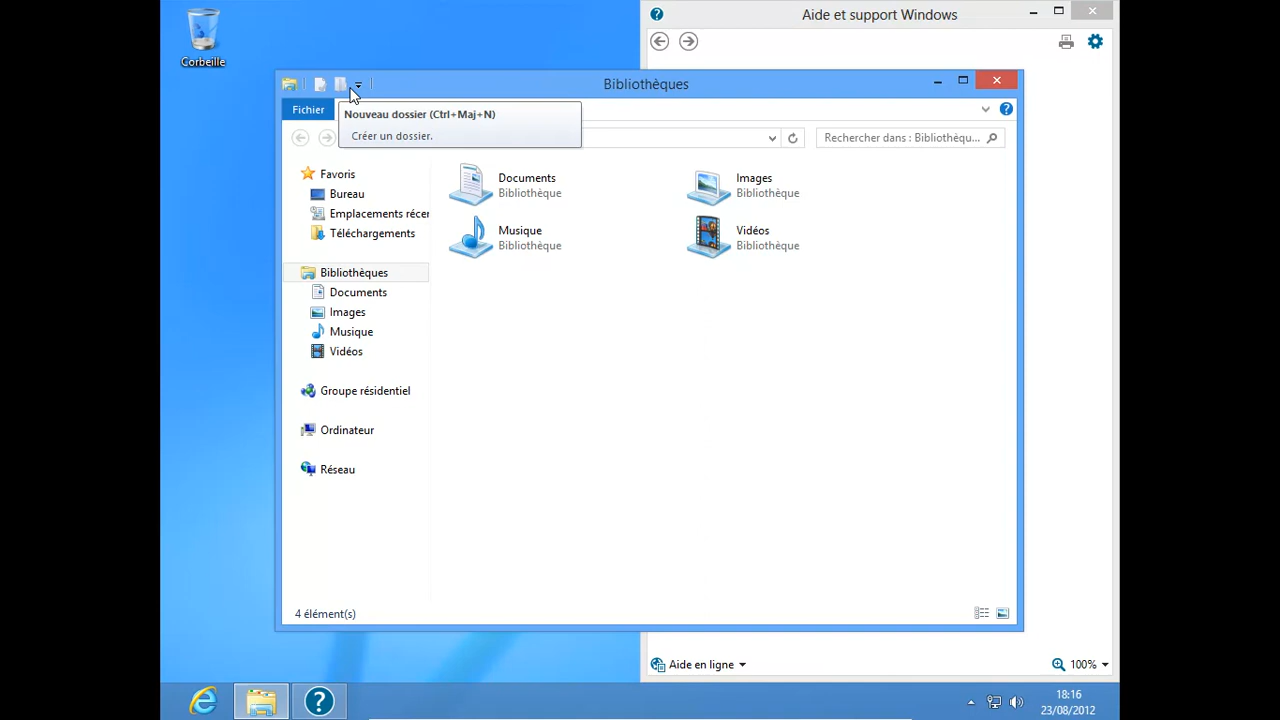 Corbeille
Aide et support Windows
Bibliothèques
Fichier
Nouveau dossier (Ctrl+Maj+N)
Créer un dossier.
Rechercher dans : Bibliothèqu...
Favoris
Bureau
Emplacements récer
Téléchargements
Bibliothèques
Documents
Images
Musique
Vidéos
Groupe résidentiel
Ordinateur
Réseau
Documents
Bibliothèque
Images
Bibliothèque
Musique
Bibliothèque
Vidéos
Bibliothèque
4 élément(s)
Aide en ligne
100%
18:16
23/08/2012